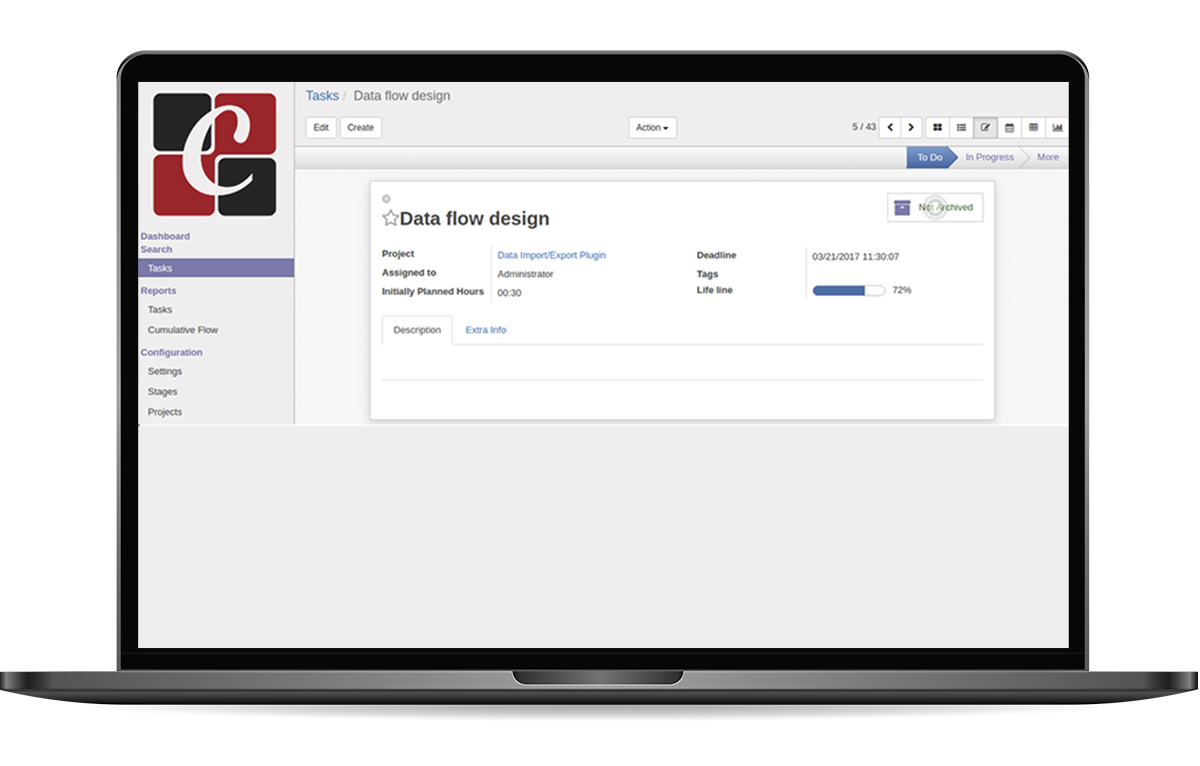 C
Dashboard
Search
Tasks
Reports
Tasks
Cumulative Flow
Configuration
Settings
Stages
Projects
Tasks / Data flow design
Edit Create Action 5 / 43
To Do In Progress More
Not Archived
Data flow design
Project Data Import/Export Plugin
Assigned to Administrator
Initially Planned Hours 00:30
Deadline 03/21/2017 11:30:07
Tags
Life line 72%
Description Extra Info